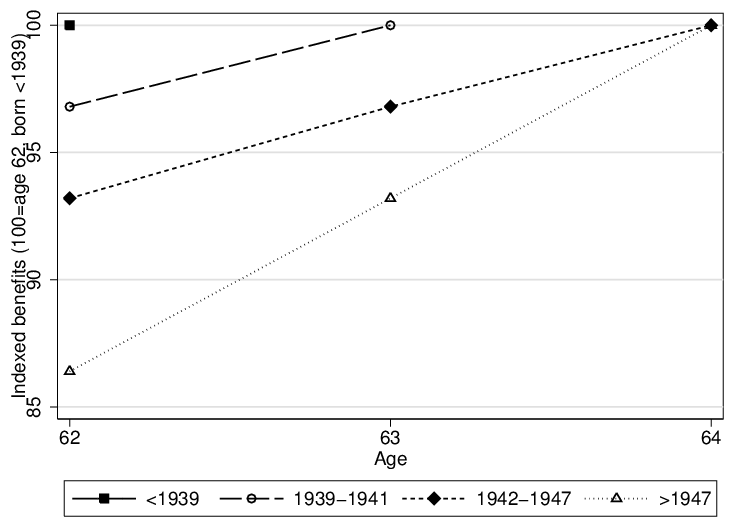 Indexed benefits (100=age 62, born <1939)
100
95
90
85
62 63 64
Age
<1939 1939–1941 1942–1947 >1947